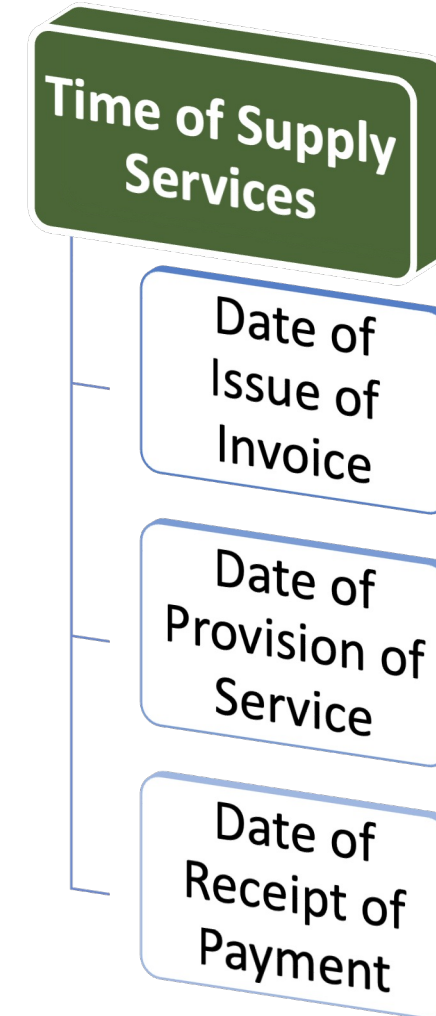 Time of Supply
Services
Date of
Issue of
Invoice
Date of
Provision of
Service
Date of
Receipt of
Payment